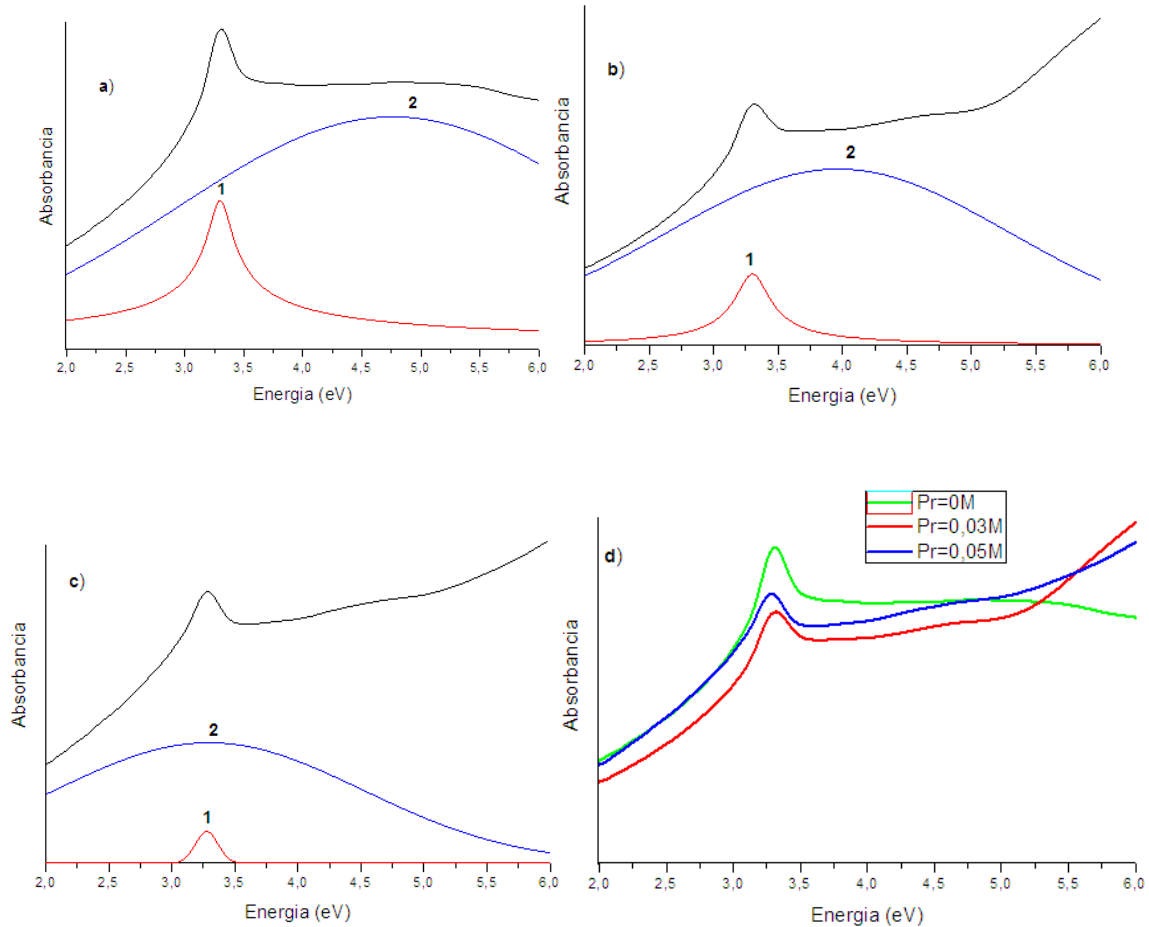 a)
2
1
Absorbancia
2,0 2,5 3,0 3,5 4,0 4,5 5,0 5,5 6,0
Energia (eV)
b)
2
1
Absorbancia
2,0 2,5 3,0 3,5 4,0 4,5 5,0 5,5 6,0
Energia (eV)
c)
2
1
Absorbancia
2,0 2,5 3,0 3,5 4,0 4,5 5,0 5,5 6,0
Energia (eV)
Pr=0M
Pr=0,03M
Pr=0,05M
d)
Absorbancia
2,0 2,5 3,0 3,5 4,0 4,5 5,0 5,5 6,0
Energia (eV)